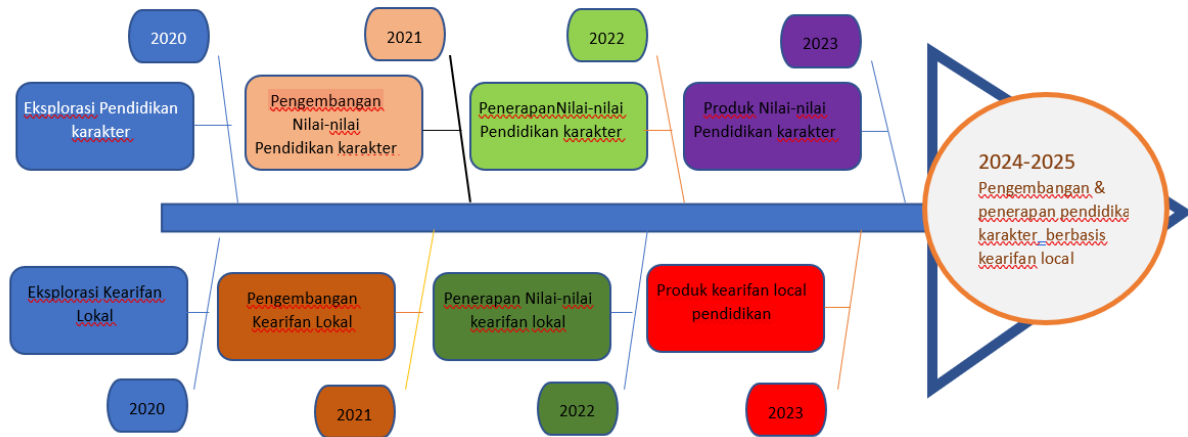 2020
2021
2022
2023
Eksplorasi Pendidikan
karakter
Pengembangan
Nilai-nilai
Pendidikan karakter
PenerapanNilai-nilai
Pendidikan karakter
Produk Nilai-nilai
Pendidikan karakter
2024-2025
Pengembangan &
penerapan pendidika
karakter berbasis
kearifan local
Eksplorasi Kearifan
Lokal
Pengembangan
Kearifan Lokal
Penerapan Nilai-nilai
kearifan lokal
Produk kearifan local
pendidikan
2020
2021
2022
2023